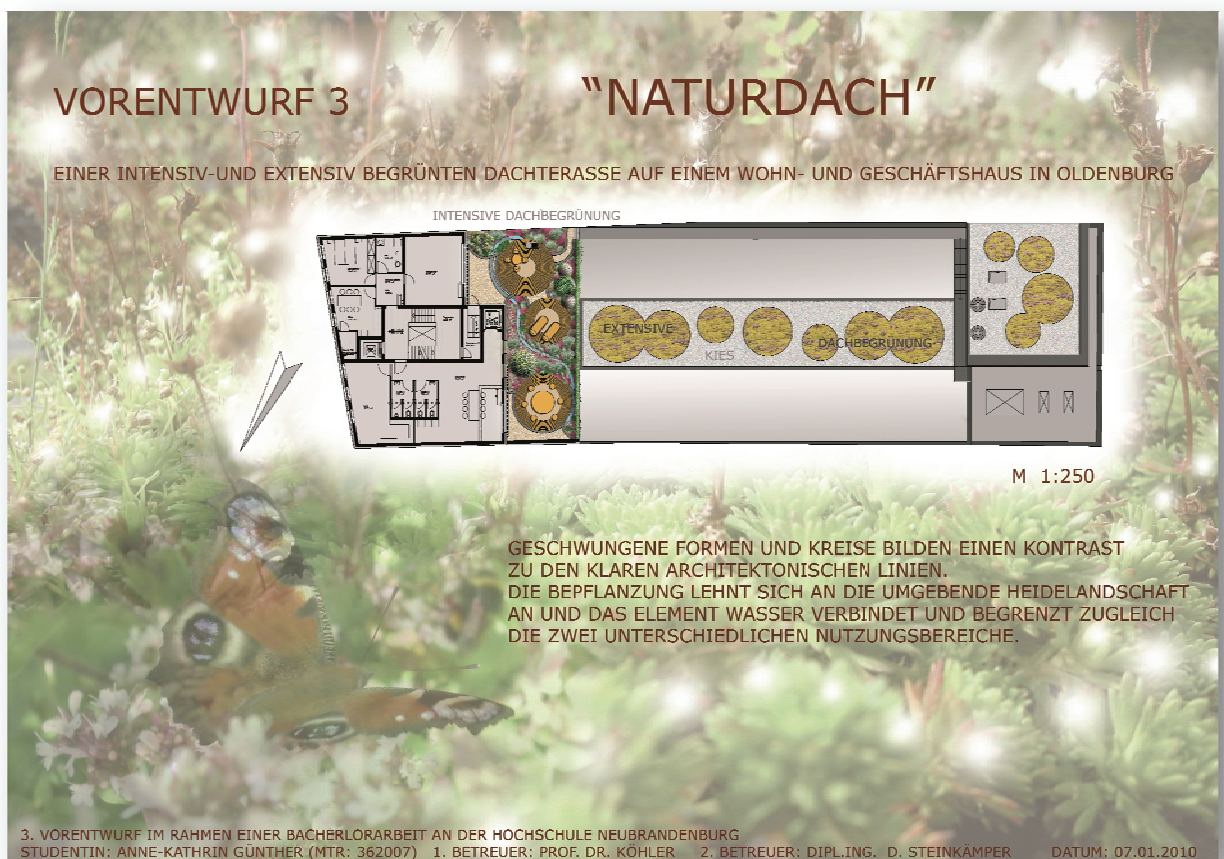 VORENTWURF 3
"NATURDACH"
EINER INTENSIV-UND EXTENSIV BEGRÜNTEN DACHTERASSE AUF EINEM WOHN- UND GESCHÄFTSHAUS IN OLDENBURG
INTENSIVE DACHBEGRÜNUNG
EXTENSIVE
DACHBEGRÜNUNG
KIES
M 1:250
GESCHWUNGENE FORMEN UND KREISE BILDEN EINEN KONTRAST
ZU DEN KLAREN ARCHITEKTONISCHEN LINIEN.
DIE BEPFLANZUNG LEHNT SICH AN DIE UMGEBENDE HEIDELANDSCHAFT
AN UND DAS ELEMENT WASSER VERBINDET UND BEGRENZT ZUGLEICH
DIE ZWEI UNTERSCHIEDLICHEN NUTZUNGSBEREICHE.
3. VORENTWURF IM RAHMEN EINER BACHERLORARBEIT AN DER HOCHSCHULE NEUBRANDENBURG
STUDENTIN: ANNE-KATHRIN GÜNTHER (MTR: 362007) 1. BETREUER: PROF. DR. KÖHLER 2. BETREUER: DIPL.ING. D. STEINKÄMPER DATUM: 07.01.2010